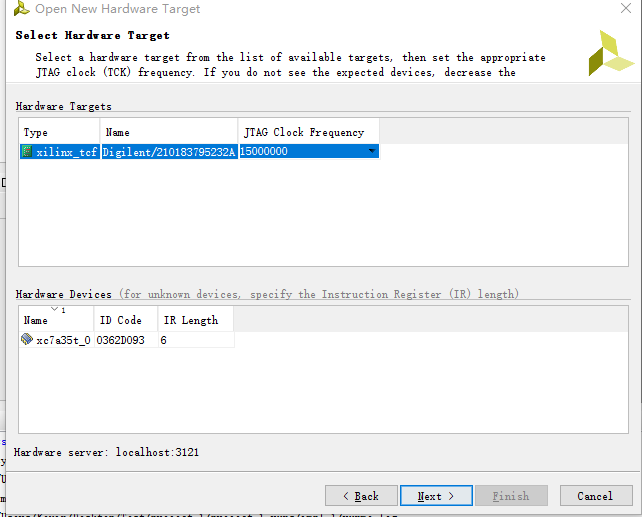 Open New Hardware Target
Select Hardware Target
Select a hardware target from the list of available targets, then set the appropriate
JTAG clock (TCK) frequency. If you do not see the expected devices, decrease the
Hardware Targets
Type Name JTAG Clock Frequency
xilinx_tcf Digilent/210183795232A 15000000
Hardware Devices (for unknown devices, specify the Instruction Register (IR) length)
Name 1 ID Code IR Length
xc7a35t_0 0362D093 6
Hardware server: localhost:3121
< Back Next > Finish Cancel